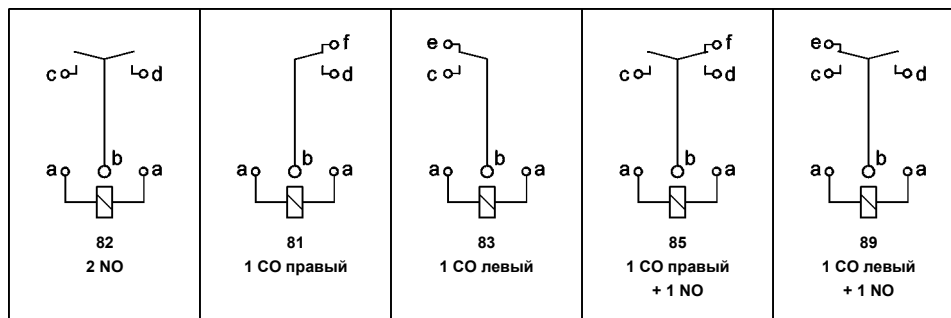 c d
b
a a
82
2 NO
f
d
b
a a
81
1 CO правый
e
c
b
a a
83
1 CO левый
f
c d
b
a a
85
1 CO правый
+ 1 NO
e
c d
b
a a
89
1 CO левый
+ 1 NO